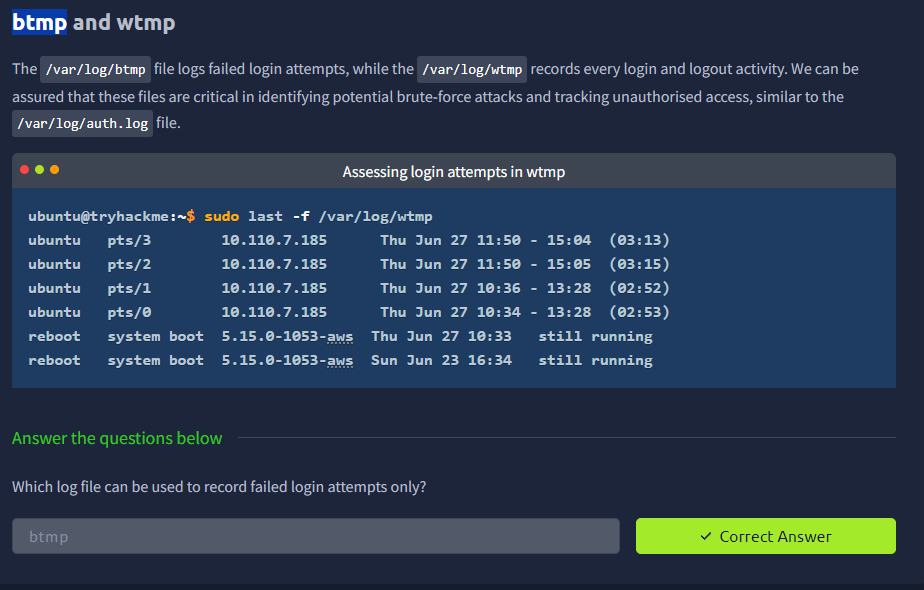 btmp and wtmp
The /var/log/btmp file logs failed login attempts, while the /var/log/wtmp records every login and logout activity. We can be
assured that these files are critical in identifying potential brute-force attacks and tracking unauthorised access, similar to the
/var/log/auth.log file.
Assessing login attempts in wtmp
ubuntu@tryhackme:~$ sudo last -f /var/log/wtmp
ubuntu   pts/3        10.110.7.185      Thu Jun 27 11:50 - 15:04  (03:13)
ubuntu   pts/2        10.110.7.185      Thu Jun 27 11:50 - 15:05  (03:15)
ubuntu   pts/1        10.110.7.185      Thu Jun 27 10:36 - 13:28  (02:52)
ubuntu   pts/0        10.110.7.185      Thu Jun 27 10:34 - 13:28  (02:53)
reboot   system boot  5.15.0-1053-aws  Thu Jun 27 10:33   still running
reboot   system boot  5.15.0-1053-aws  Sun Jun 23 16:34   still running
Answer the questions below
Which log file can be used to record failed login attempts only?
btmp
✓ Correct Answer